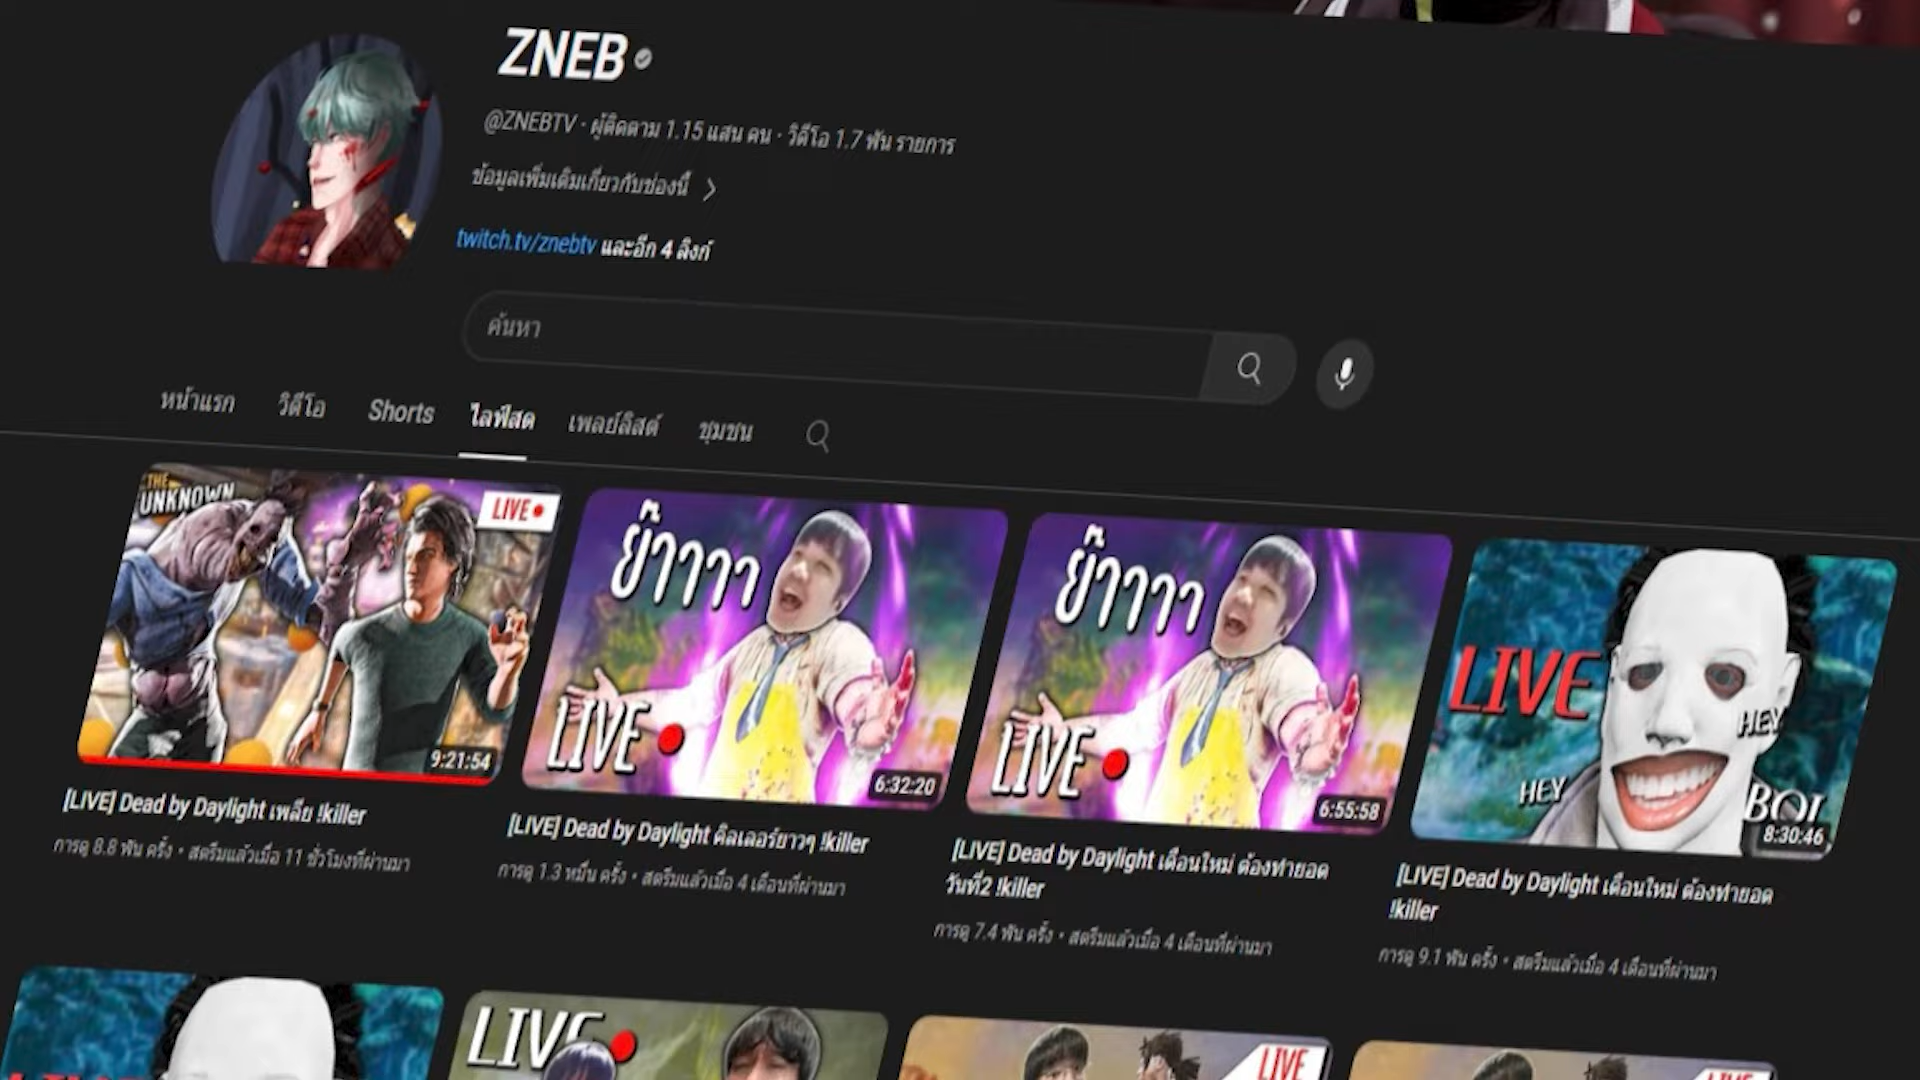 ZNEB
@ZNEBTV · ผู้ติดตาม 1.15 แสน คน · วิดีโอ 1.7 พัน รายการ
ข้อมูลเพิ่มเติมเกี่ยวกับช่องนี้
twitch.tv/znebtv และอีก 4 ลิงก์
ค้นหา
หน้าแรก วิดีโอ Shorts ไลฟ์สด เพลย์ลิสต์ ชุมชน
THE
UNKNOWN
LIVE
9:21:54
[LIVE] Dead by Daylight เพลีย !killer
การดู 8.8 พัน ครั้ง • สตรีมแล้วเมื่อ 11 ชั่วโมงที่ผ่านมา
ย๊าาาา
LIVE
6:32:20
[LIVE] Dead by Daylight คิลเลอร์ยาวๆ !killer
การดู 1.3 หมื่น ครั้ง • สตรีมแล้วเมื่อ 4 เดือนที่ผ่านมา
ย๊าาาา
LIVE
6:55:58
[LIVE] Dead by Daylight เดือนใหม่ ต้องทำยอด
วันที่2 !killer
การดู 7.4 พัน ครั้ง • สตรีมแล้วเมื่อ 4 เดือนที่ผ่านมา
LIVE
HEY
HEY
BOI
8:30:46
[LIVE] Dead by Daylight เดือนใหม่ ต้องทำยอด
!killer
การดู 9.1 พัน ครั้ง • สตรีมแล้วเมื่อ 4 เดือนที่ผ่านมา
LIVE
LIVE